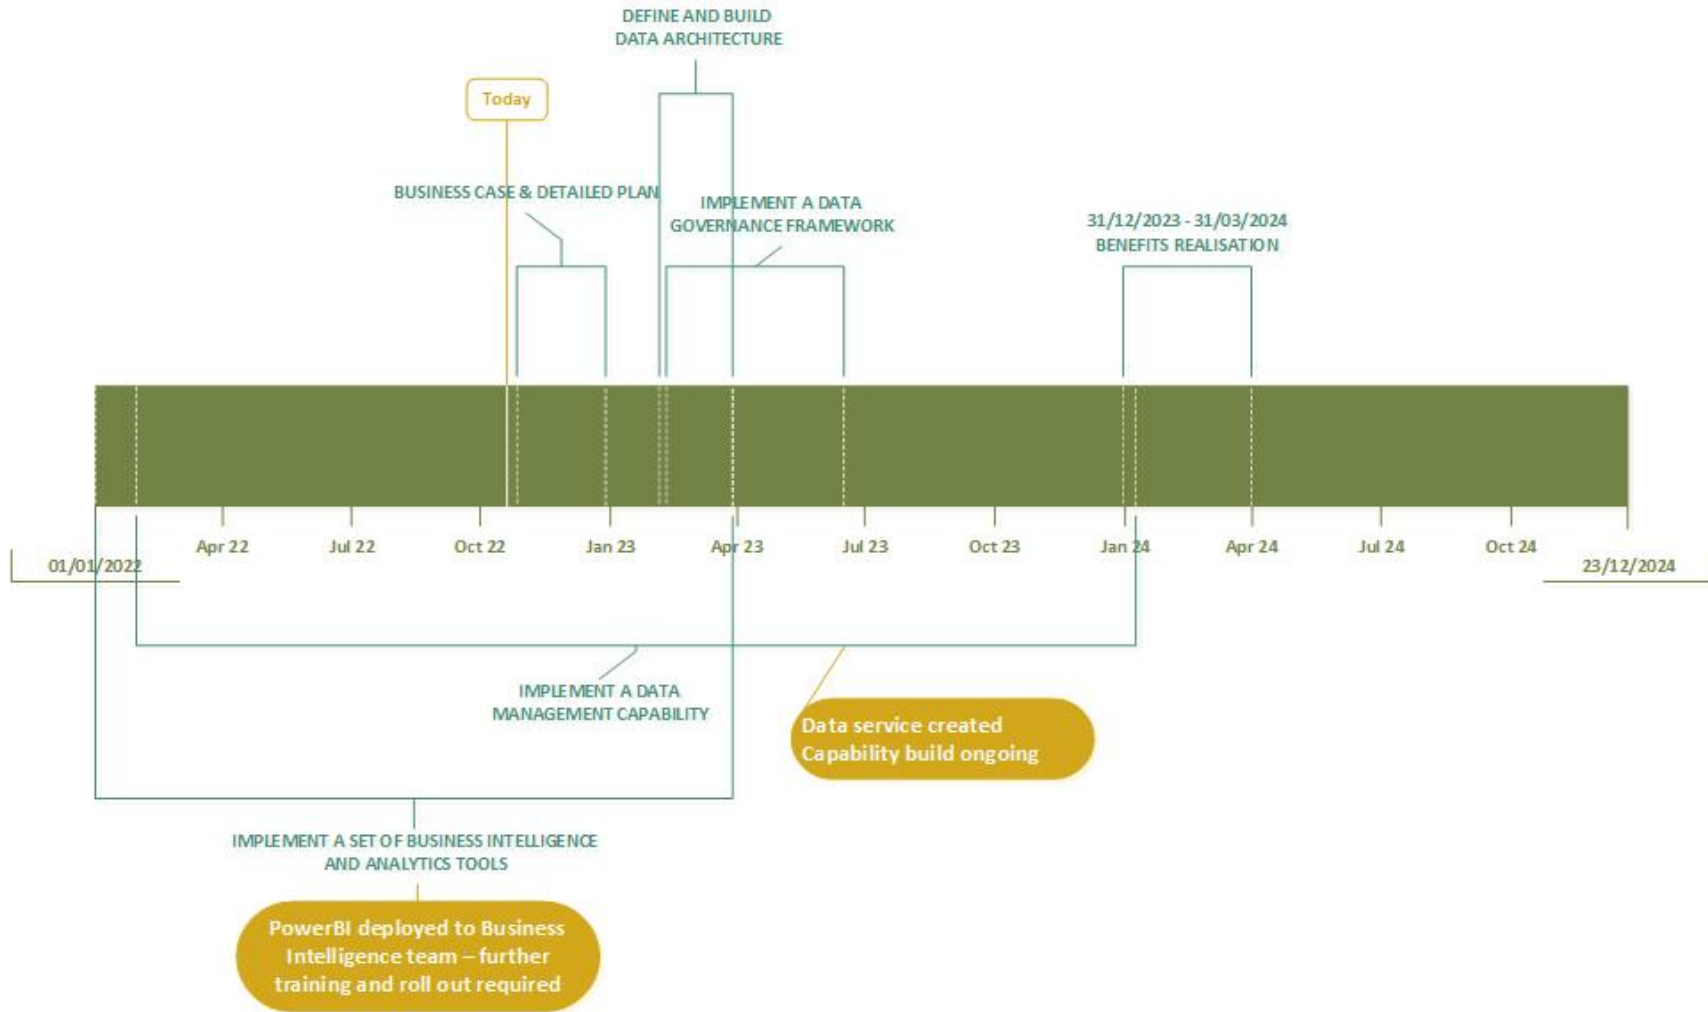 DEFINE AND BUILD
DATA ARCHITECTURE
Today
BUSINESS CASE & DETAILED PLAN
IMPLEMENT A DATA
GOVERNANCE FRAMEWORK
31/12/2023 - 31/03/2024
BENEFITS REALISATION
Apr 22
Jul 22
Oct 22
Jan 23
Apr 23
Jul 23
Oct 23
Jan 24
Apr 24
Jul 24
Oct 24
01/01/2022
23/12/2024
IMPLEMENT A DATA
MANAGEMENT CAPABILITY
Data service created
Capability build ongoing
IMPLEMENT A SET OF BUSINESS INTELLIGENCE
AND ANALYTICS TOOLS
PowerBI deployed to Business
Intelligence team – further
training and roll out required